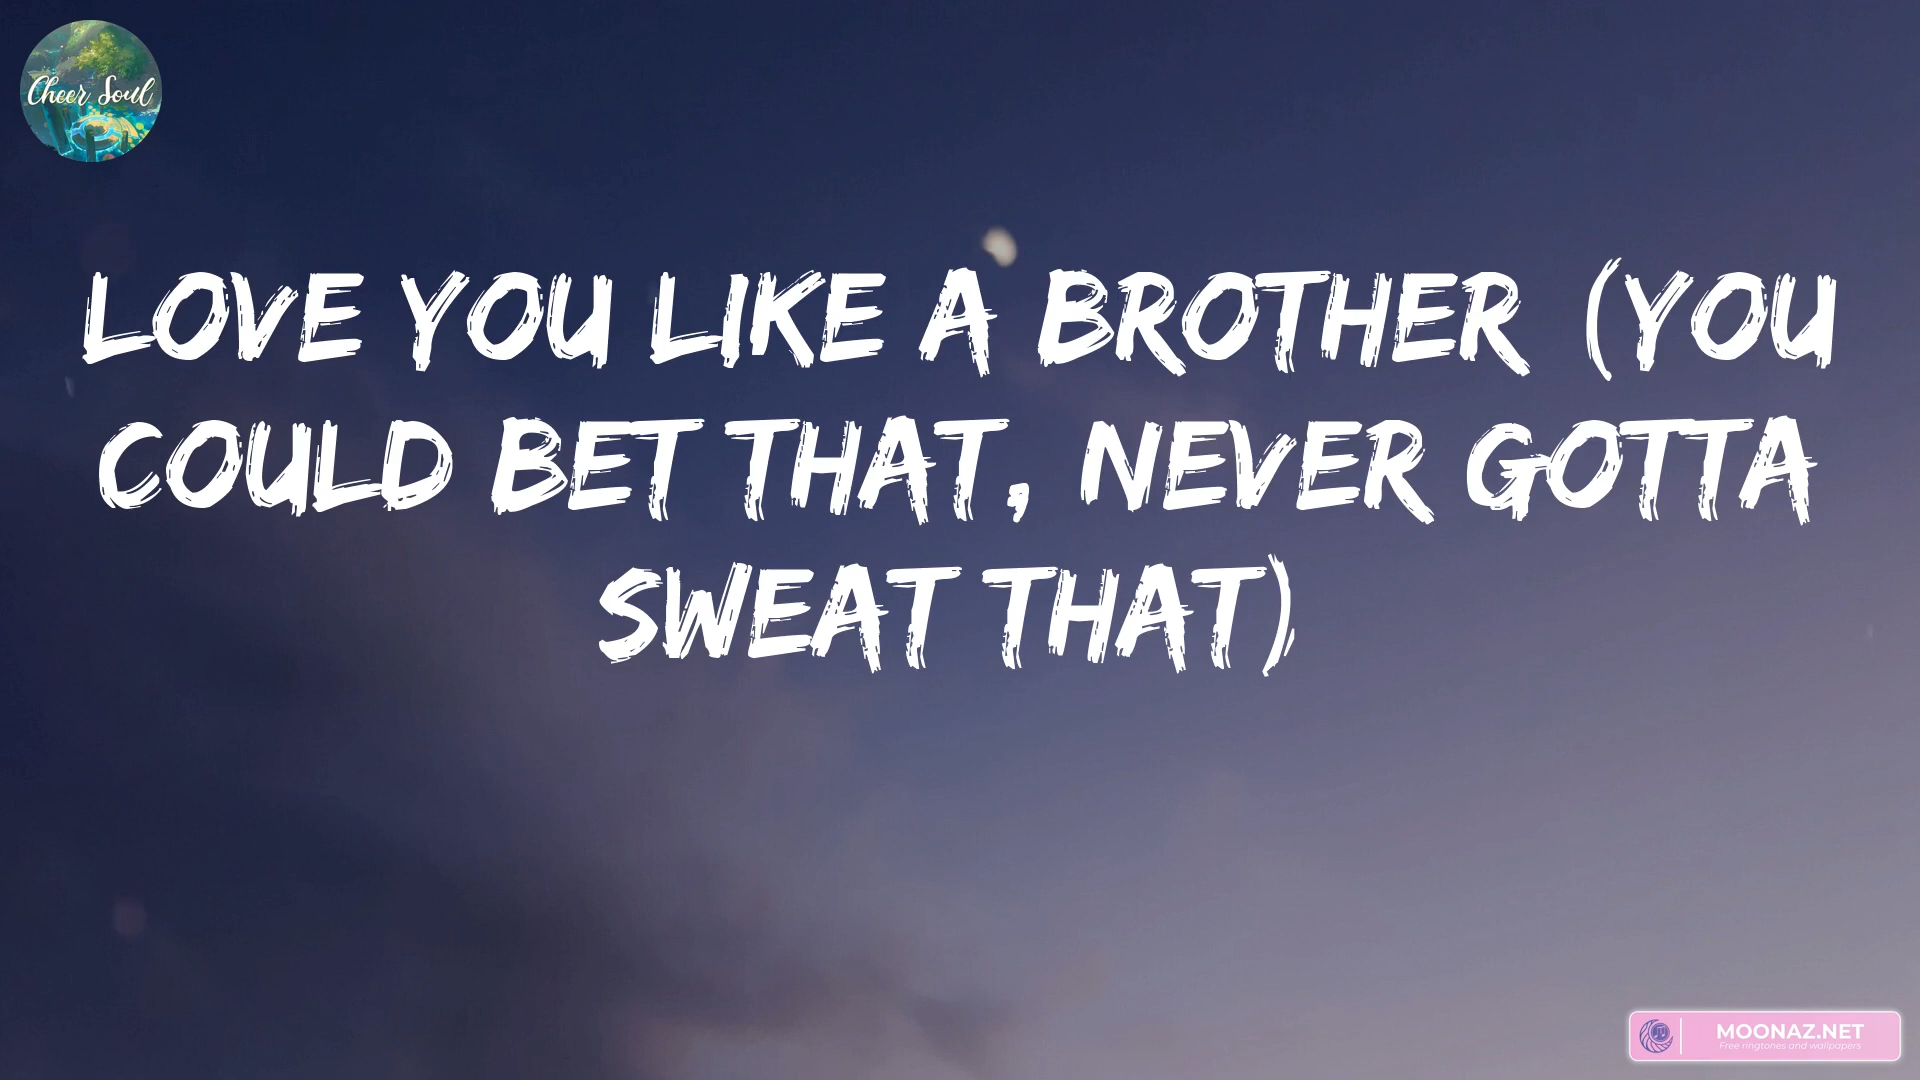 Cheer Soul
LOVE YOU LIKE A BROTHER (YOU
COULD BET THAT, NEVER GOTTA
SWEAT THAT)
MOONAZ.NET
Free ringtones and wallpapers